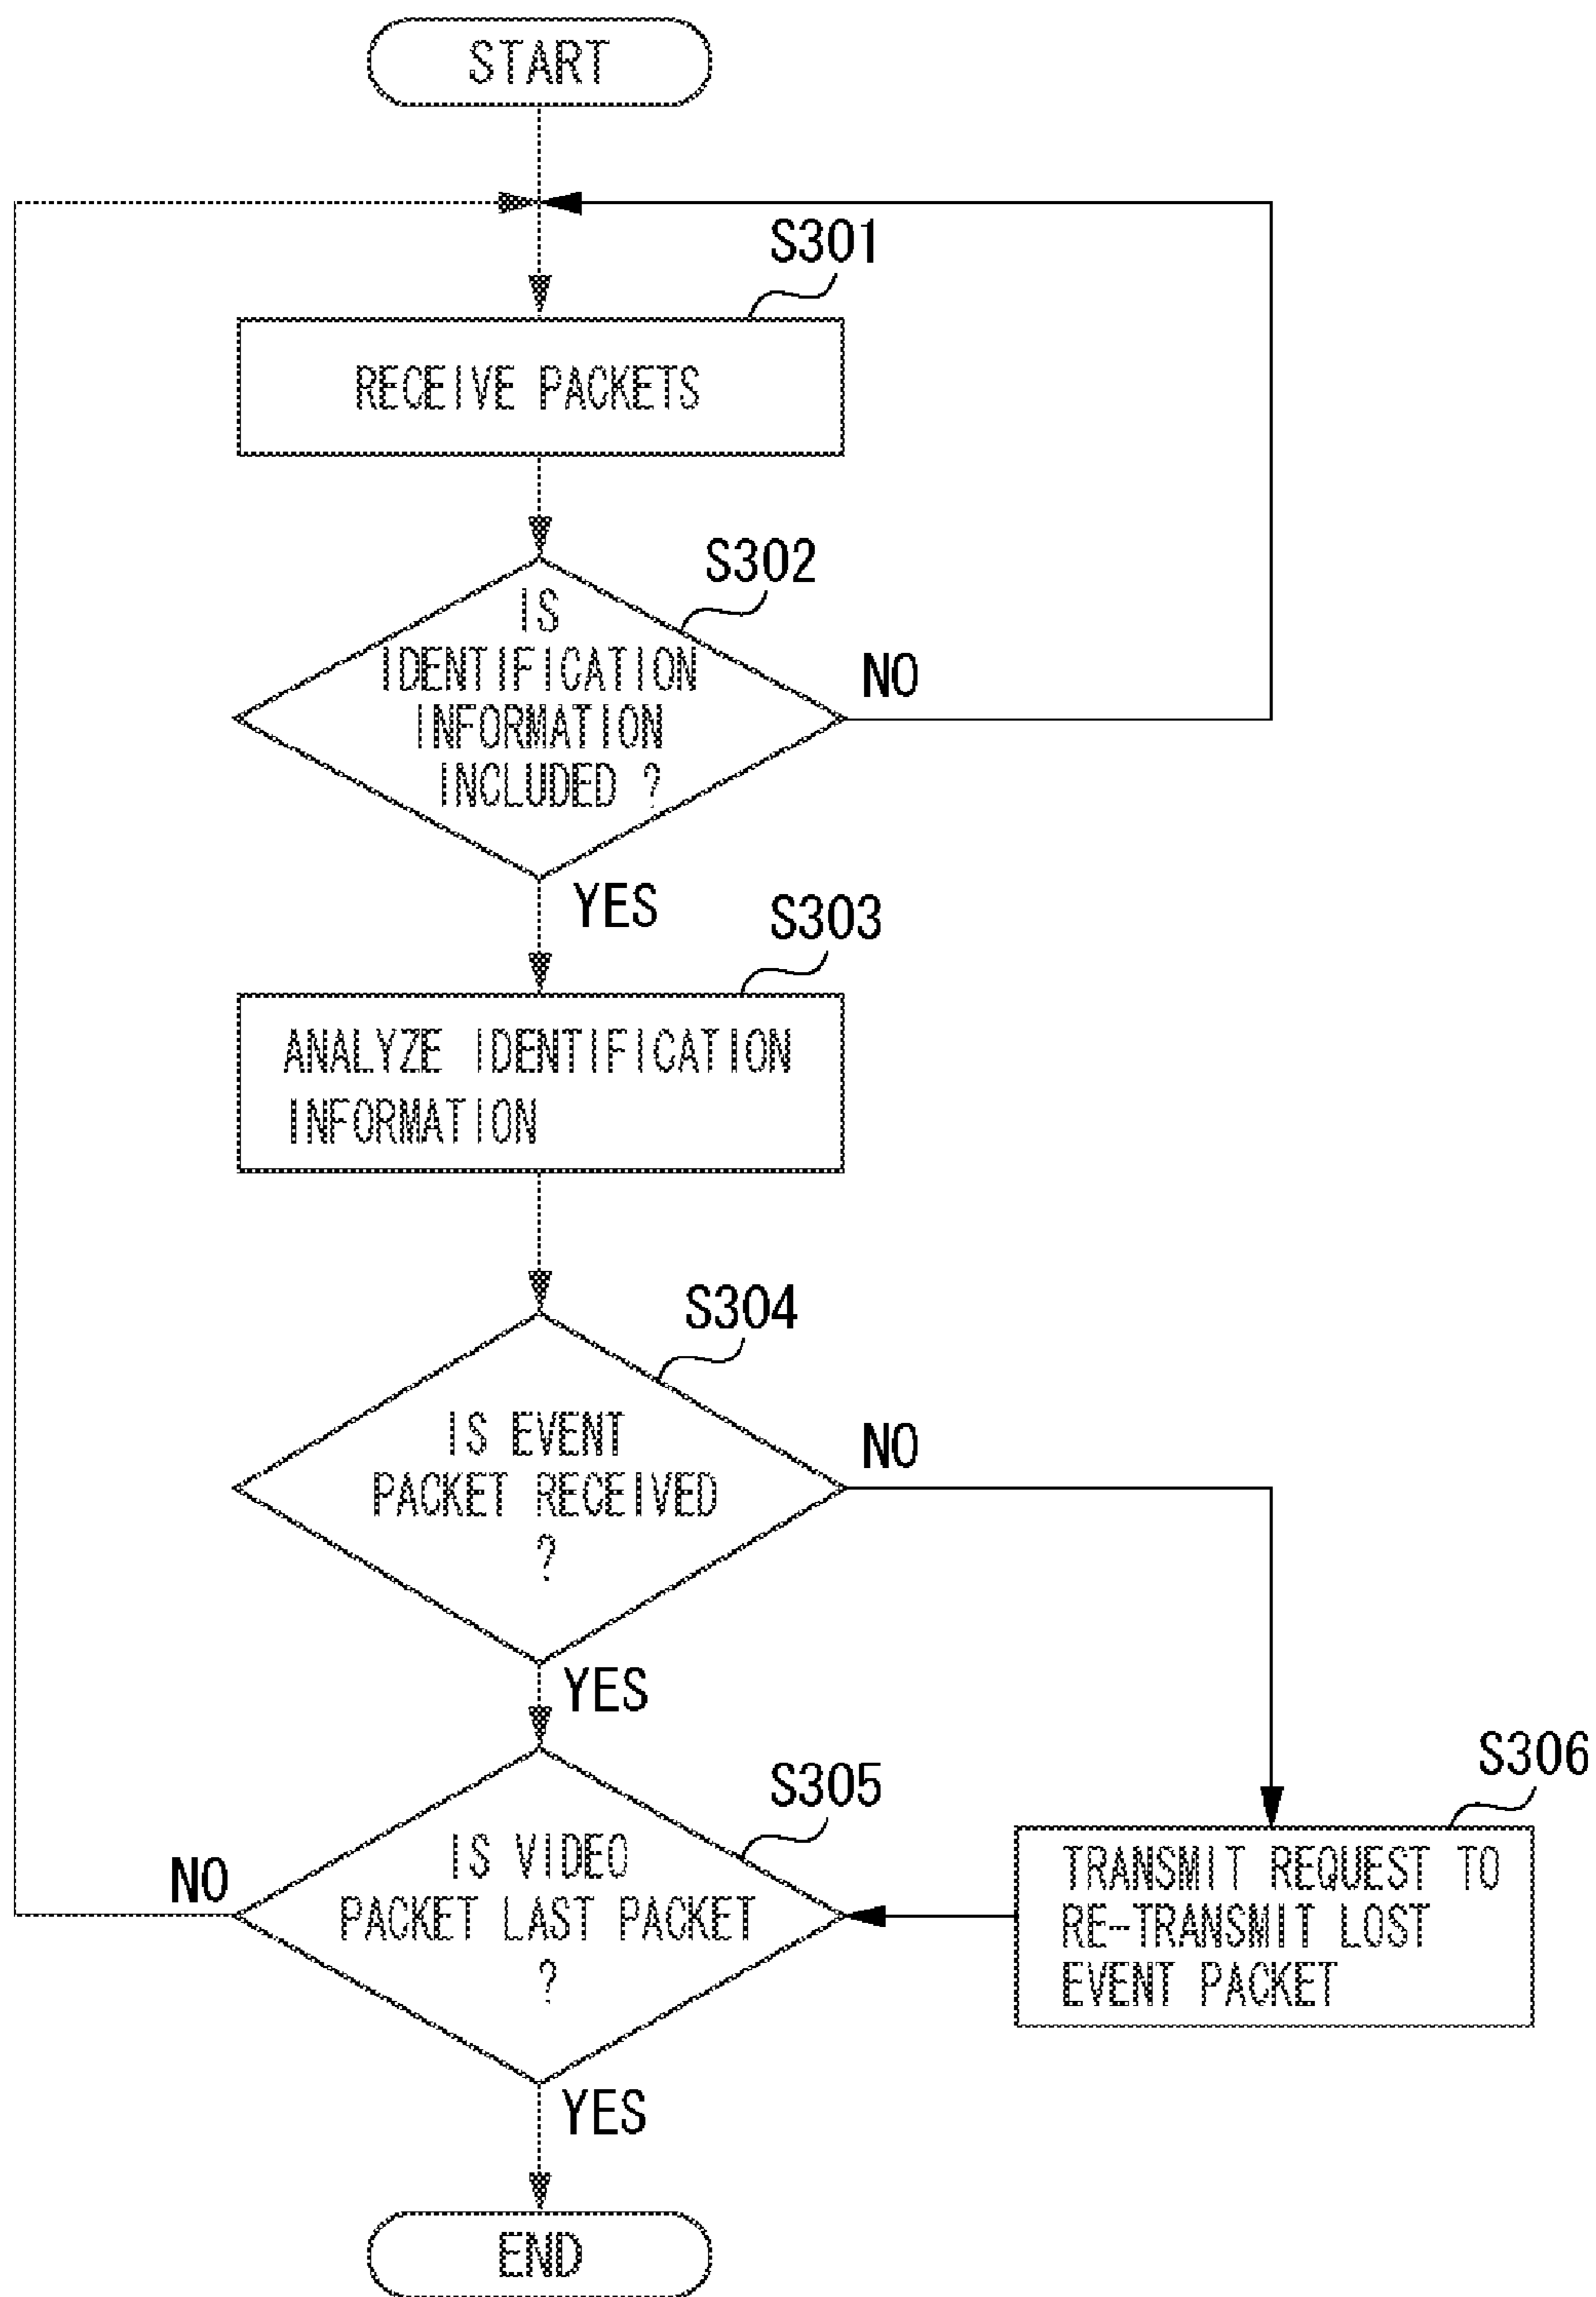 START
S301
RECEIVE PACKETS
S302
IS
IDENTIFICATION
INFORMATION
INCLUDED ?
NO
YES
S303
ANALYZE IDENTIFICATION
INFORMATION
S304
IS EVENT
PACKET RECEIVED
?
NO
YES
S305
IS VIDEO
PACKET LAST PACKET
?
NO
S306
TRANSMIT REQUEST TO
RE-TRANSMIT LOST
EVENT PACKET
YES
END